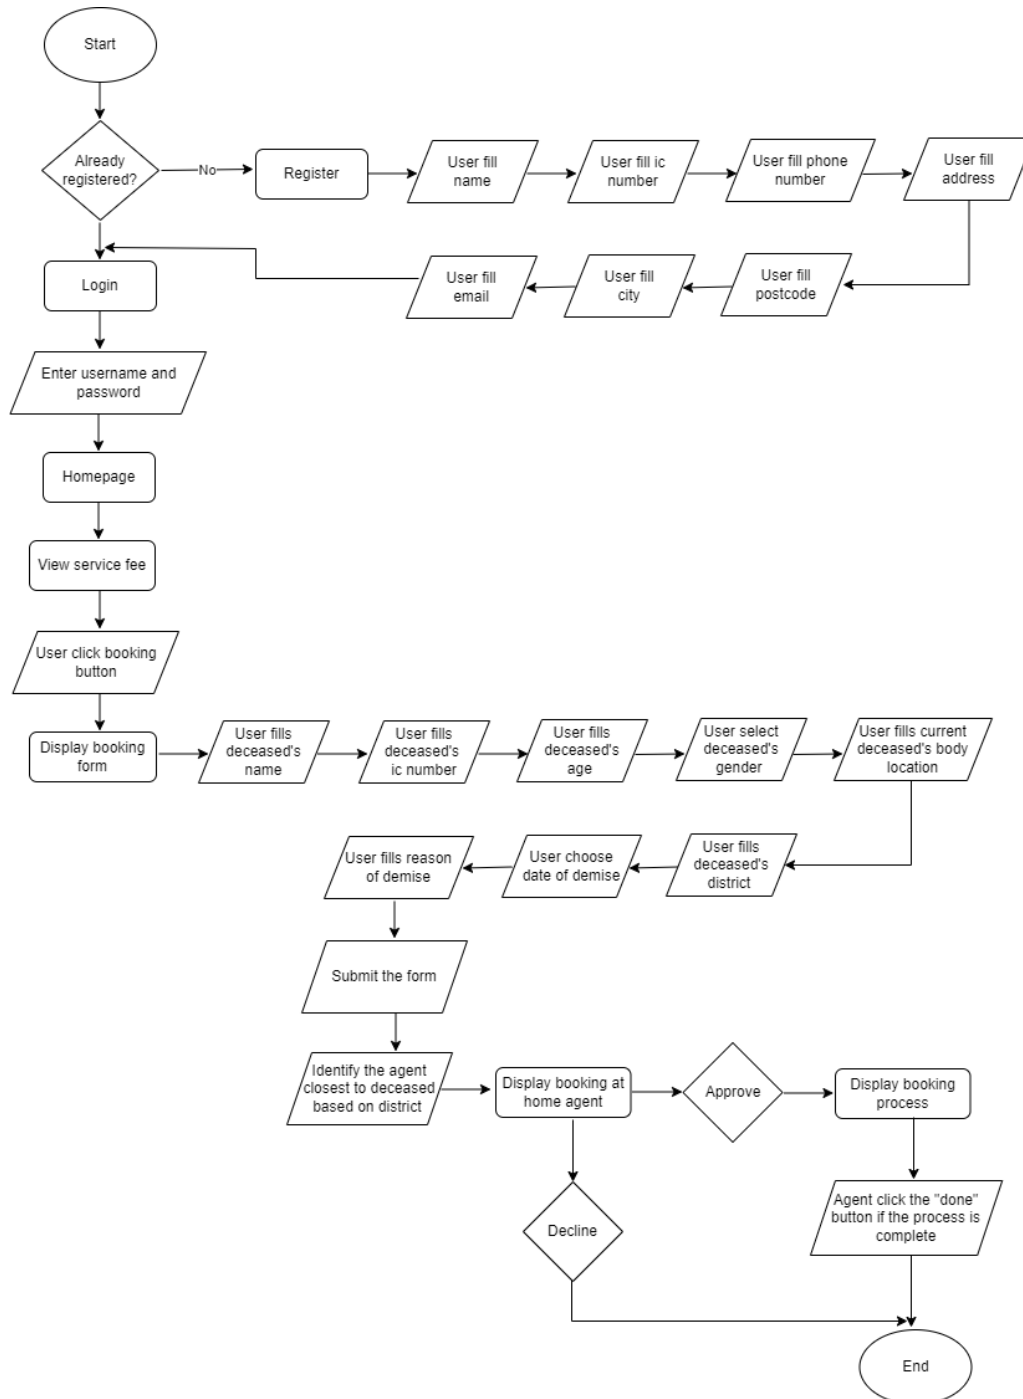 Start
Already
registered?
No
Register
User fill
name
User fill ic
number
User fill phone
number
User fill
address
User fill
postcode
User fill
city
User fill
email
Login
Enter username and
password
Homepage
View service fee
User click booking
button
Display booking
form
User fills
deceased's
name
User fills
deceased's
ic number
User fills
deceased's
age
User select
deceased's
gender
User fills current
deceased's body
location
User fills
deceased's
district
User choose
date of demise
User fills reason
of demise
Submit the form
Identify the agent
closest to deceased
based on district
Display booking at
home agent
Approve
Display booking
process
Decline
Agent click the "done"
button if the process is
complete
End